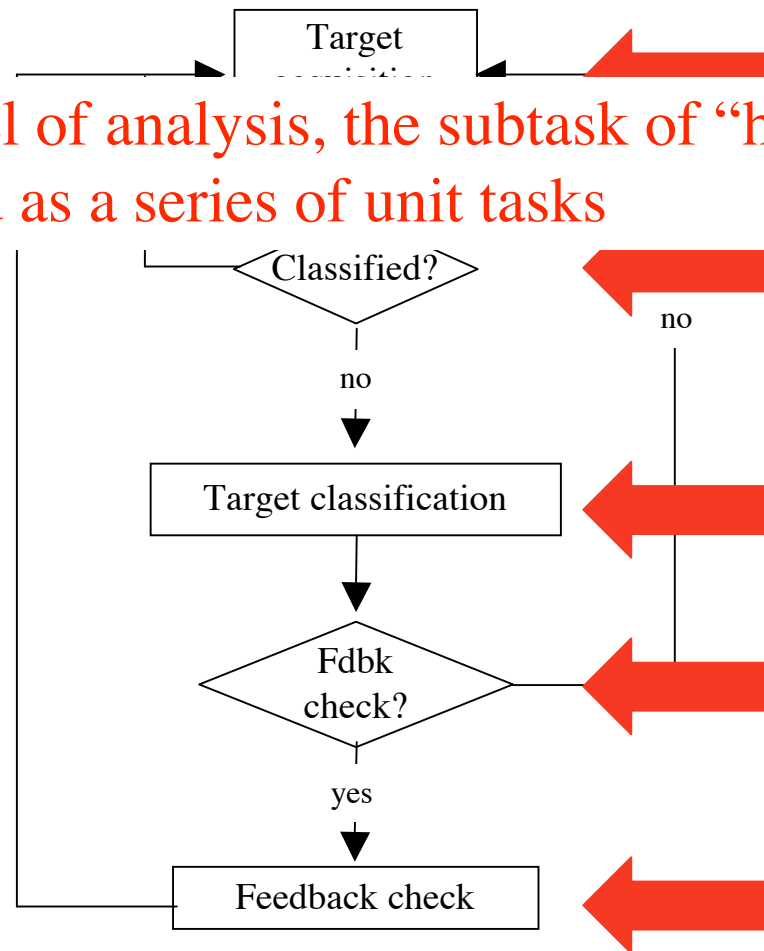 Target
of analysis, the subtask of “
as a series of unit tasks
Classified?
no
no
Target classification
Fdbk
check?
yes
Feedback check